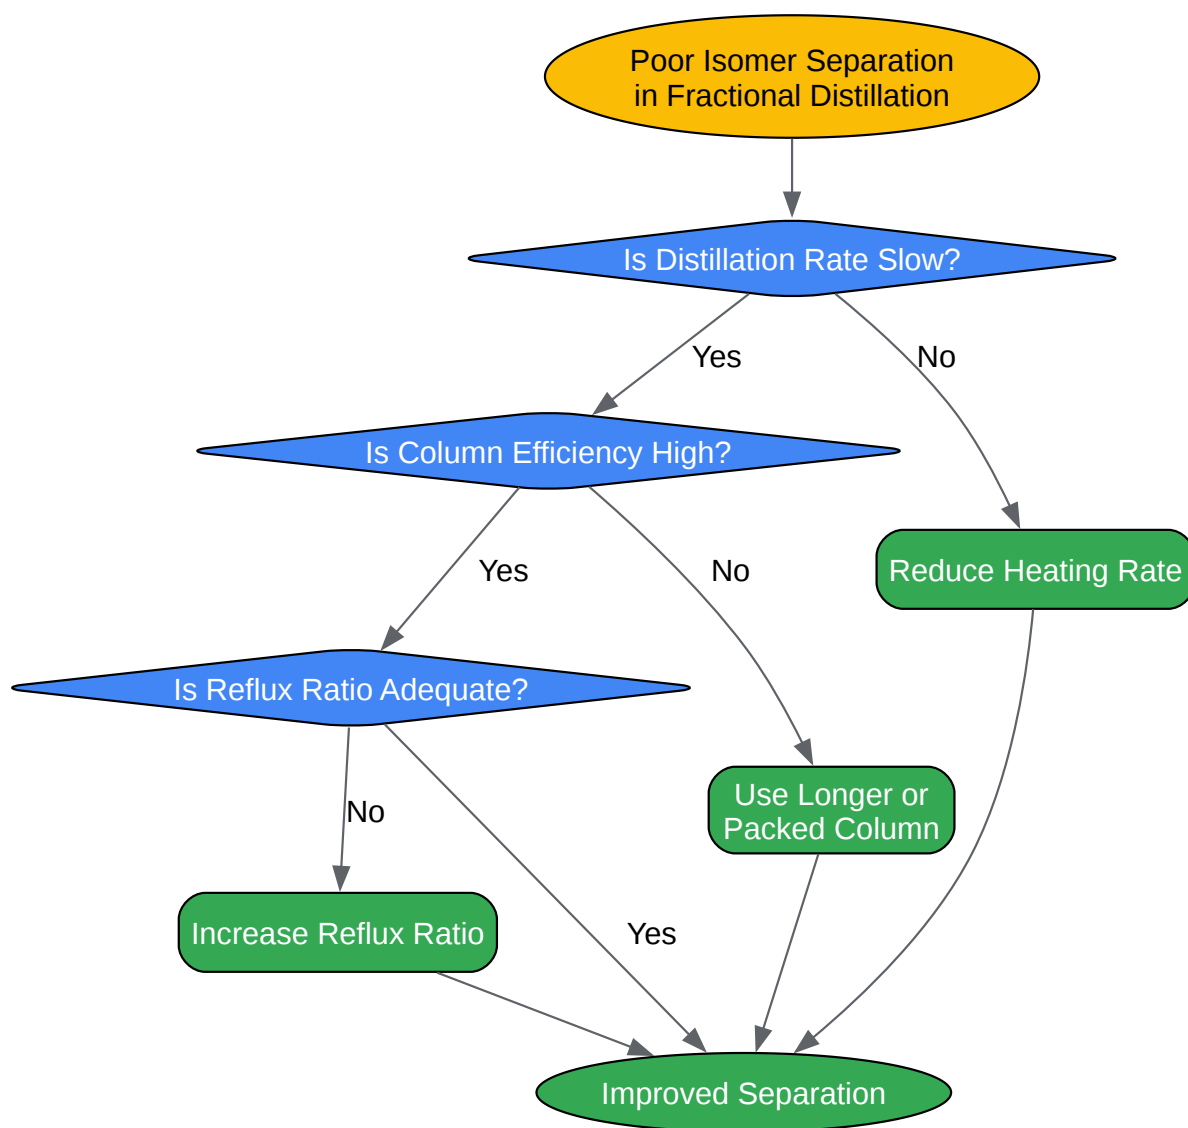 Poor Isomer Separation
in Fractional Distillation
Is Distillation Rate Slow?
Yes
No
Is Column Efficiency High?
Yes
No
Reduce Heating Rate
Is Reflux Ratio Adequate?
No
Use Longer or
Packed Column
Increase Reflux Ratio
Yes
Improved Separation